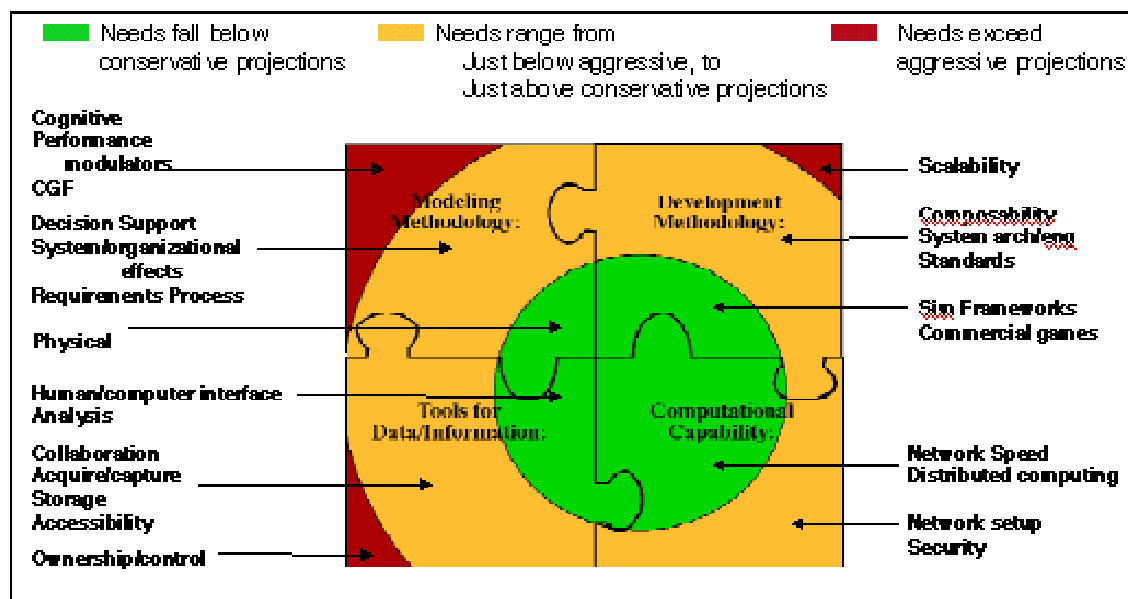 Needs fall below
conservative projections
Needs range from
Just below aggressive, to
Just above conservative projections
Needs exceed
aggressive projections
Cognitive
Performance
modulators
CGF
Decision Support
System/organizational
effects
Requirements Process
Physical
Human/computer interface
Analysis
Collaboration
Acquire/capture
Storage
Accessibility
Ownership/control
Modeling
Methodology:
Development
Methodology:
Tools for
Data/Information:
Computational
Capability:
Scalability
Composability
System arch/eng
Standards
Sim Frameworks
Commercial games
Network Speed
Distributed computing
Network setup
Security